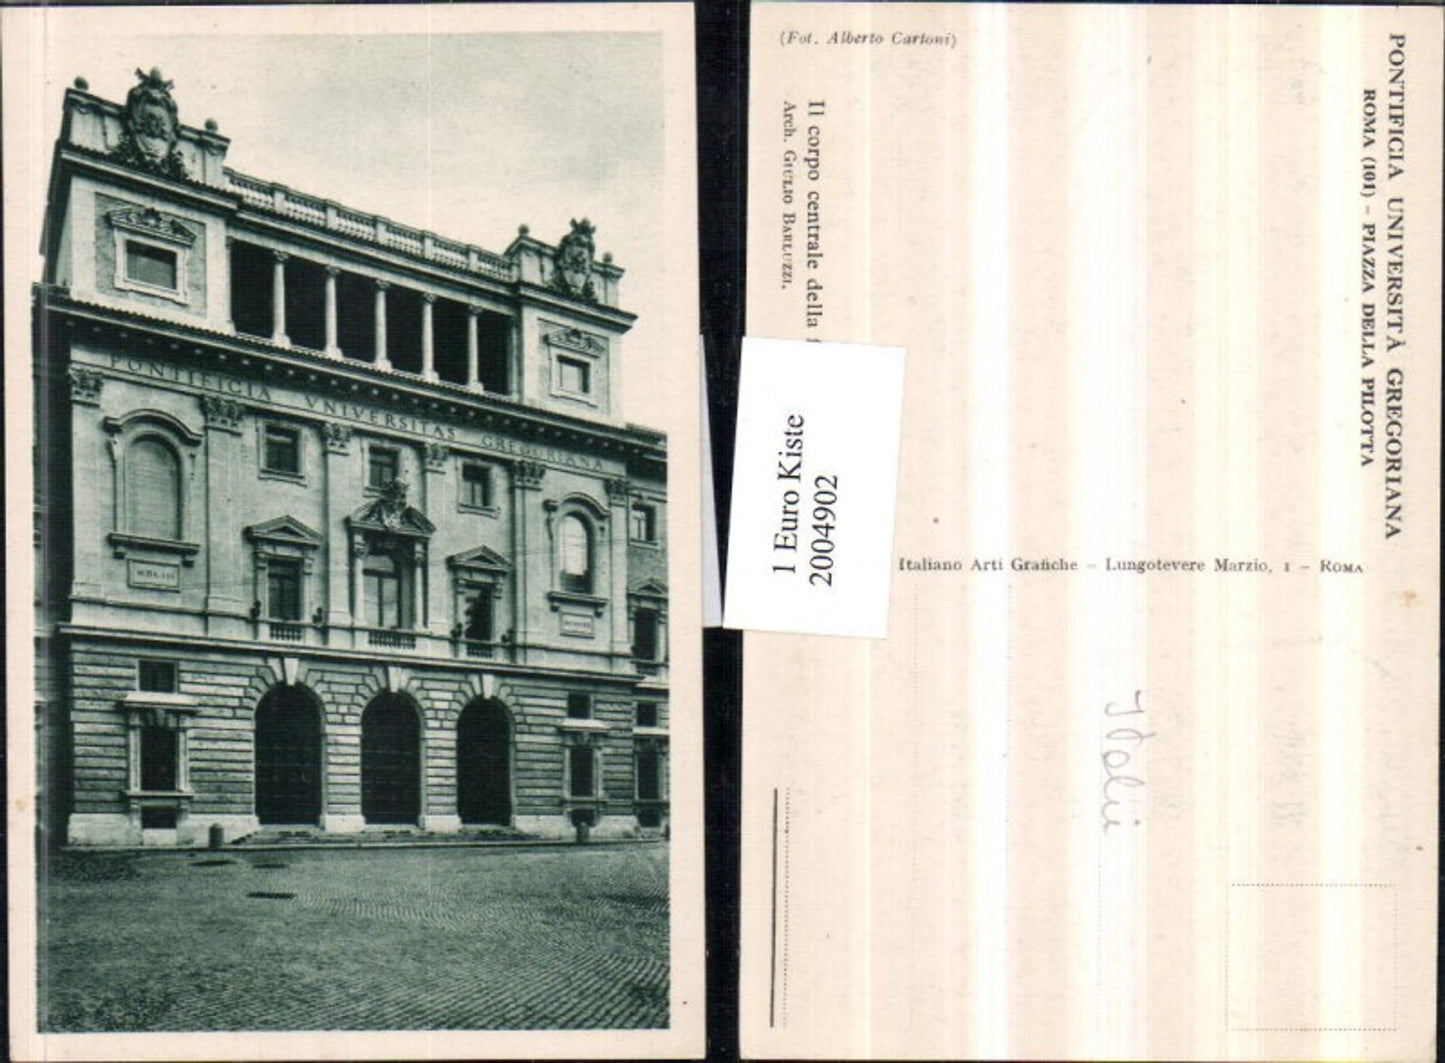 PONTIFICIA VNIVERSITAS GREGORIANA
(Fot. Alberto Cartoni)
PONTIFICIA UNIVERSITÀ GREGORIANA
ROMA (101) – PIAZZA DELLA PILOTTA
Il corpo centrale della
Arch. GIULIO BARLUZZI.
1 Euro Kiste
2004902
Italiano Arti Grafiche – Lungotevere Marzio, 1 – ROMA
Itali